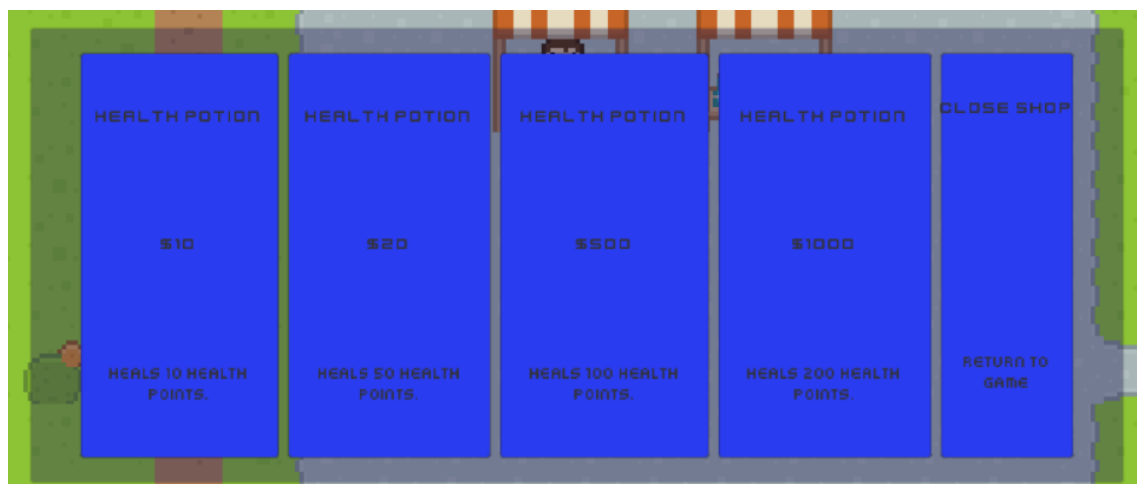 HEALTH POTION
$10
HEALS 10 HEALTH
POINTS.
HEALTH POTION
$20
HEALS 50 HEALTH
POINTS.
HEALTH POTION
$500
HEALS 100 HEALTH
POINTS.
HEALTH POTION
$1000
HEALS 200 HEALTH
POINTS.
CLOSE SHOP
RETURN TO
GAME